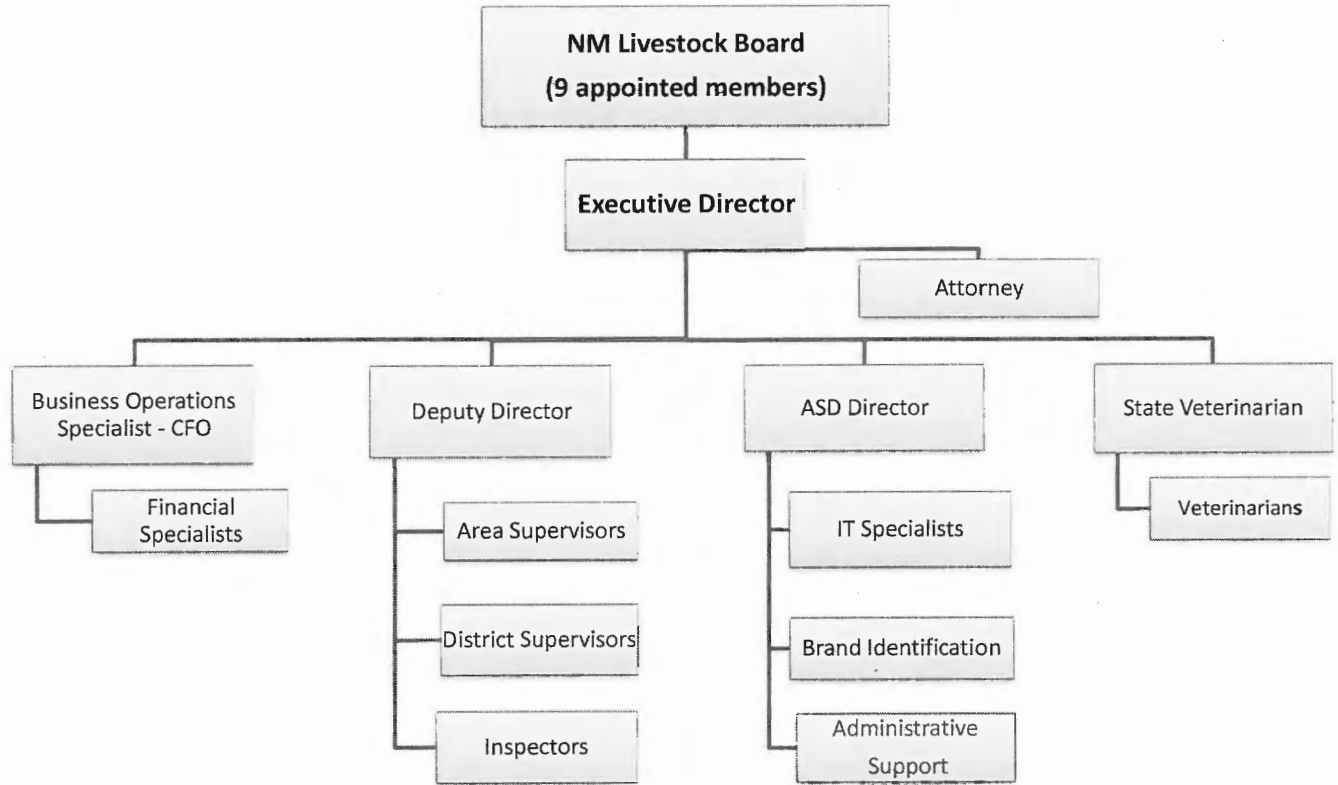 NM Livestock Board
(9 appointed members)
Executive Director
Attorney
Business Operations
Specialist - CFO
Deputy Director
ASD Director
State Veterinarian
Financial
Specialists
Area Supervisors
District Supervisors
Inspectors
IT Specialists
Brand Identification
Administrative
Support
Veterinarians